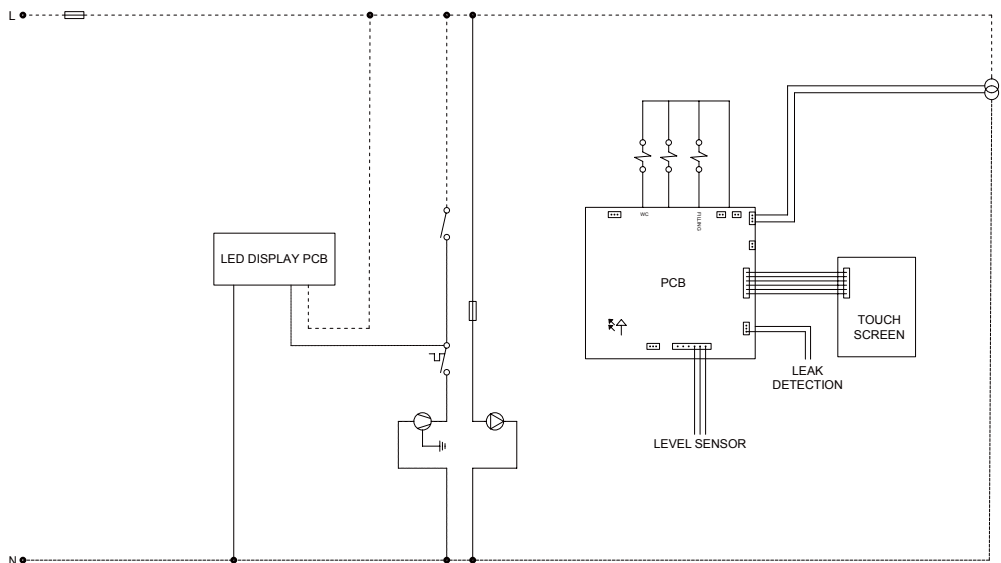 L
WC
FILLING
LED DISPLAY PCB
PCB
TOUCH
SCREEN
LEAK
DETECTION
LEVEL SENSOR
N